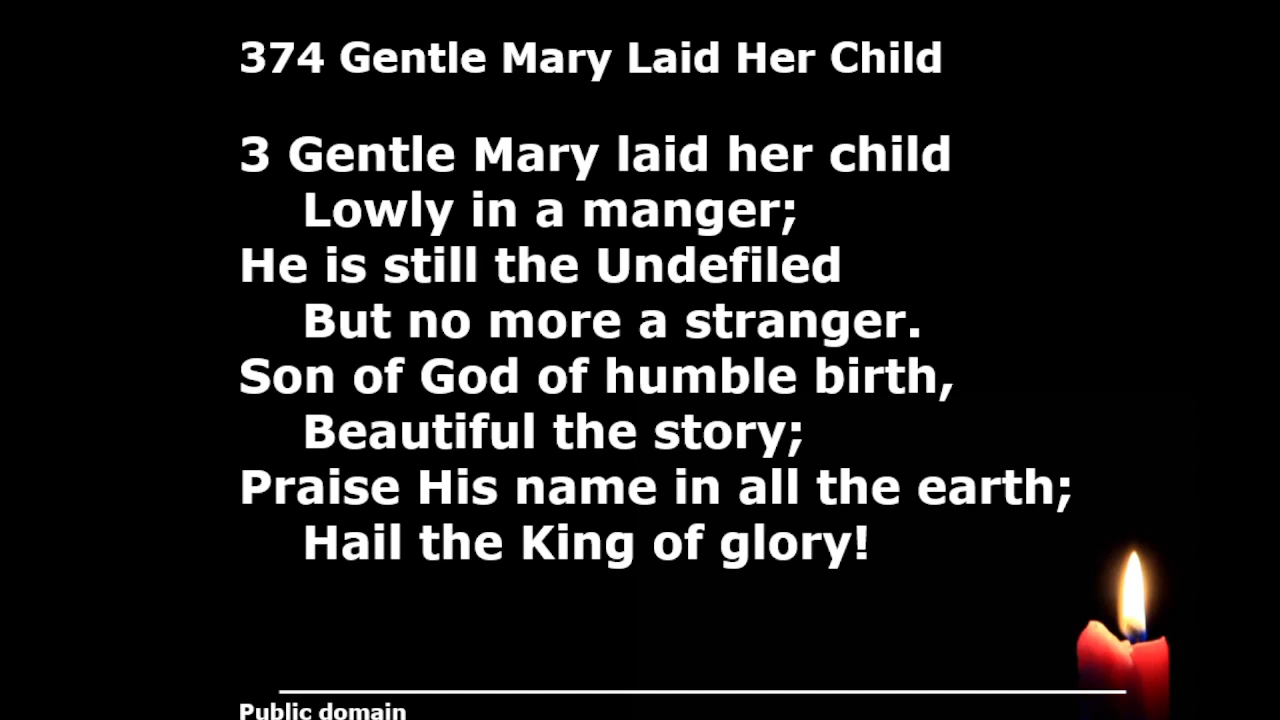 374 Gentle Mary Laid Her Child
3 Gentle Mary laid her child
Lowly in a manger;
He is still the Undefiled
But no more a stranger.
Son of God of humble birth,
Beautiful the story;
Praise His name in all the earth;
Hail the King of glory!
Public domain